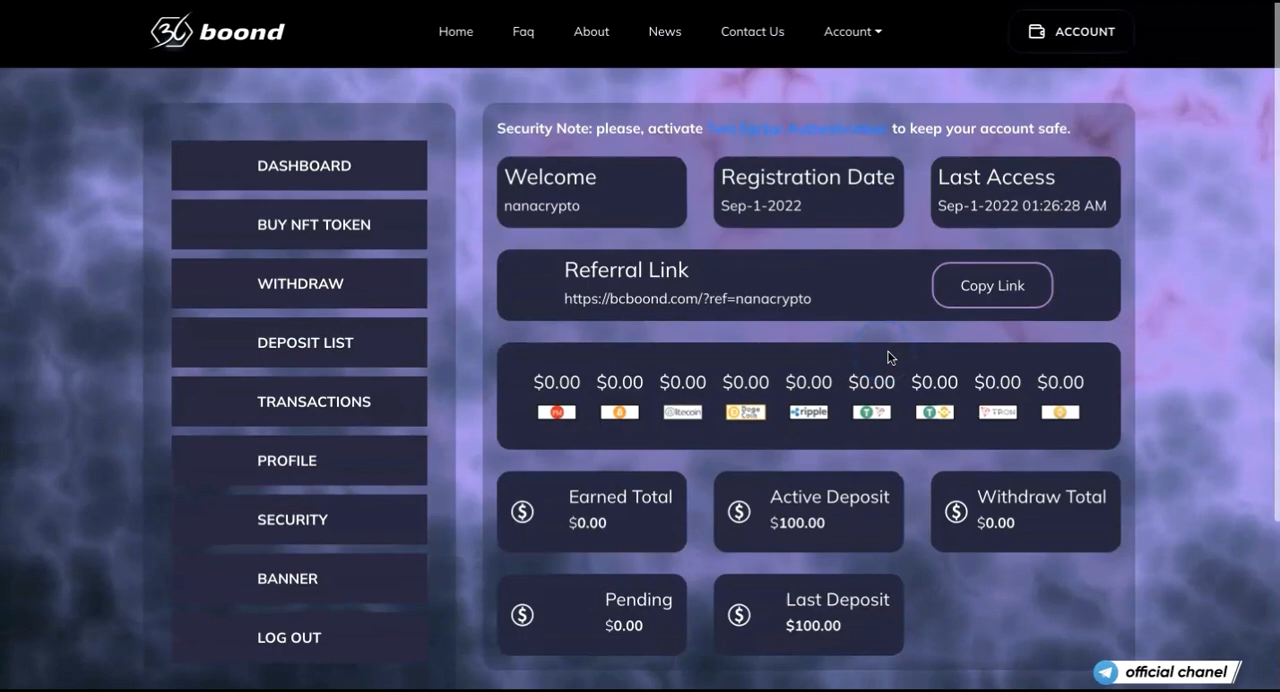 boond
Home
Faq
About
News
Contact Us
Account
ACCOUNT
DASHBOARD
BUY NFT TOKEN
WITHDRAW
DEPOSIT LIST
TRANSACTIONS
PROFILE
SECURITY
BANNER
LOG OUT
Security Note: please, activate Two Factor Authentication to keep your account safe.
Welcome
nanacrypto
Registration Date
Sep-1-2022
Last Access
Sep-1-2022 01:26:28 AM
Referral Link
https://bcboond.com/?ref=nanacrypto
Copy Link
$0.00 $0.00 $0.00 $0.00 $0.00 $0.00 $0.00 $0.00 $0.00
litecoin
Doge Coin
ripple
TRON
Earned Total
$0.00
Active Deposit
$100.00
Withdraw Total
$0.00
Pending
$0.00
Last Deposit
$100.00
official chanel